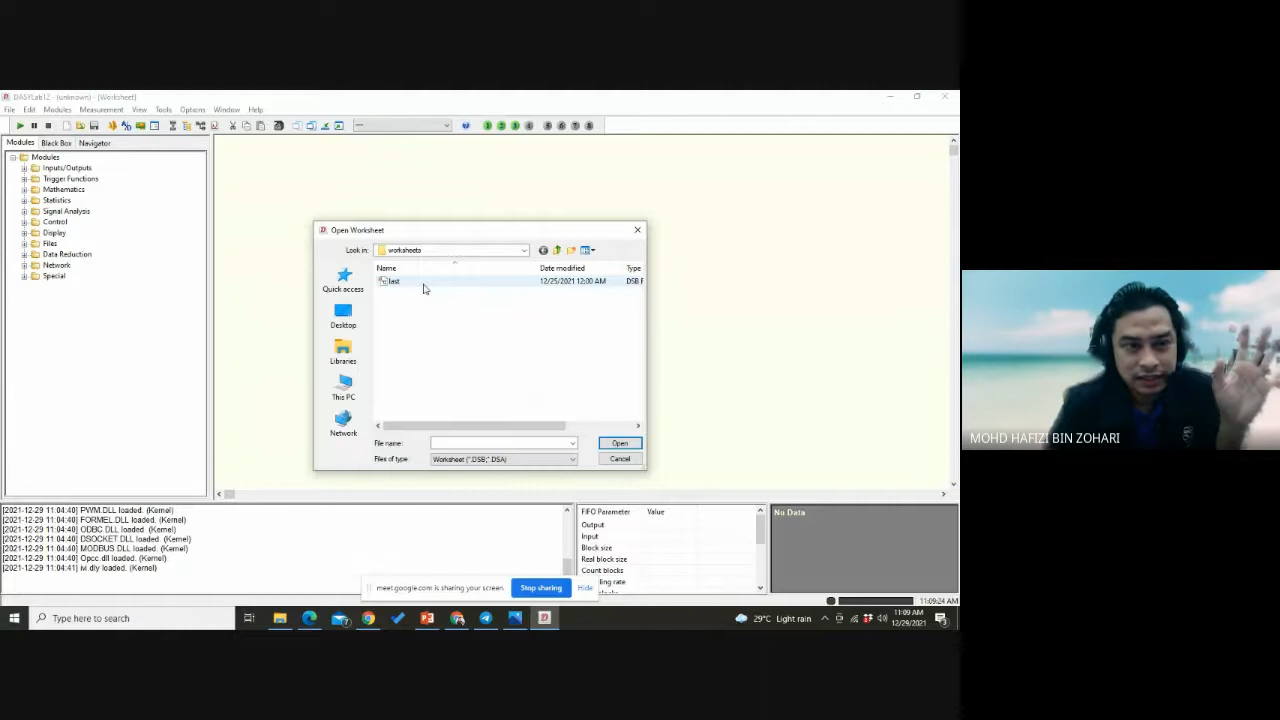 DASYLab12 - (unknown) - [Worksheet]
File Edit Modules Measurement View Tools Options Window Help
Modules Black Box Navigator
Modules
Inputs/Outputs
Trigger Functions
Mathematics
Statistics
Signal Analysis
Control
Display
Files
Data Reduction
Network
Special
Open Worksheet
Look in: worksheets
Name Date modified Type
last 12/25/2021 12:00 AM DSB F
Quick access
Desktop
Libraries
This PC
Network
File name: Open
Files of type: Worksheet (*.DSB;*.DSA) Cancel
MOHD HAFIZI BIN ZOHARI
[2021-12-29 11:04:40] PWM.DLL loaded. (Kernel)
[2021-12-29 11:04:40] FORMEL.DLL loaded. (Kernel)
[2021-12-29 11:04:40] ODBC.DLL loaded. (Kernel)
[2021-12-29 11:04:40] DSOCKET.DLL loaded. (Kernel)
[2021-12-29 11:04:40] MODBUS.DLL loaded. (Kernel)
[2021-12-29 11:04:40] Opcc.dll loaded. (Kernel)
[2021-12-29 11:04:41] loaded. (Kernel)
FIFO Parameter Value
Output
Input
Block size
Real block size
Count blocks
ling rate
No Data
meet.google.com is sharing your screen. Stop sharing Hide
11:09:24 AM
Type here to search
29°C Light rain
11:09 AM
12/29/2021